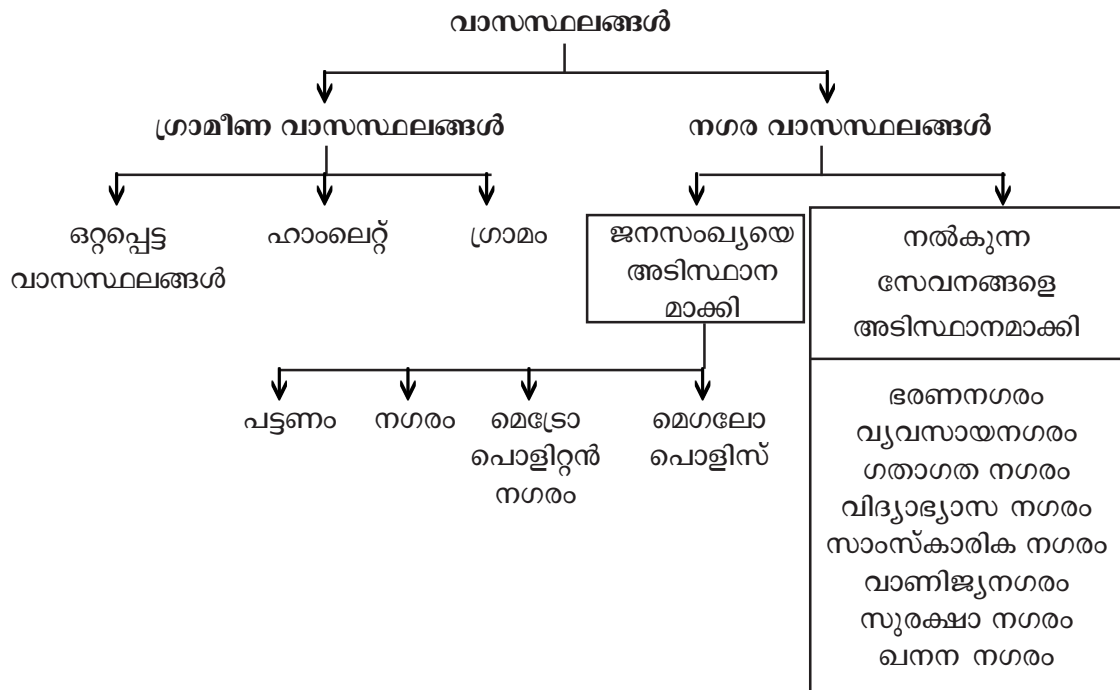 വാസസ്ഥലങ്ങൾ
ഗ്രാമീണ വാസസ്ഥലങ്ങൾ
നഗര വാസസ്ഥലങ്ങൾ
ഒറ്റപ്പെട്ട
വാസസ്ഥലങ്ങൾ
ഹാംലെറ്റ്
ഗ്രാമം
ജനസംഖ്യയെ
അടിസ്ഥാന
മാക്കി
നൽകുന്ന
സേവനങ്ങളെ
അടിസ്ഥാനമാക്കി
പട്ടണം
നഗരം
മെട്രോ
പൊളിറ്റൻ
നഗരം
മെഗലോ
പൊളിസ്
ഭരണനഗരം
വ്യവസായനഗരം
ഗതാഗത നഗരം
വിദ്യാഭ്യാസ നഗരം
സാംസ്കാരിക നഗരം
വാണിജ്യനഗരം
സുരക്ഷാ നഗരം
ഖനന നഗരം